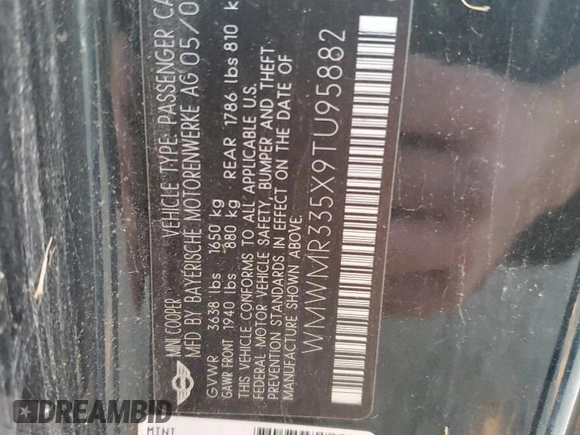 MINI COOPER VEHICLE TYPE: PASSENGER
MFD BY BAYERISCHE MOTORENWERKE AG 05/0
GVWR 3638 lbs 1650 kg
GAWR FRONT 1940 lbs 880 kg REAR 1786 lbs 810
THIS VEHICLE CONFORMS TO ALL APPLICABLE U.S.
FEDERAL MOTOR VEHICLE SAFETY, BUMPER AND THEFT
PREVENTION STANDARDS IN EFFECT ON THE DATE OF
MANUFACTURE SHOWN ABOVE.
WMWMR335X9TU95882
MINI
DREAMBID